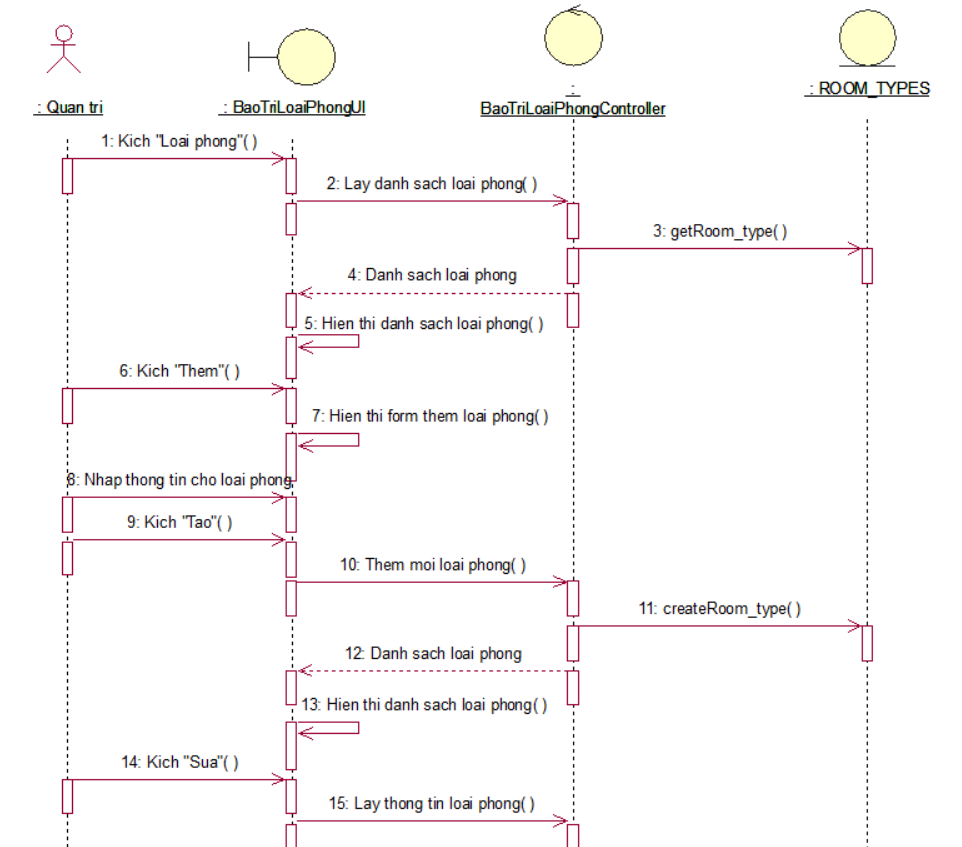 : Quan tri
: BaoTriLoaiPhongUI
:
BaoTriLoaiPhongController
: ROOM_TYPES
1: Kich "Loai phong"( )
2: Lay danh sach loai phong( )
3: getRoom_type( )
4: Danh sach loai phong
5: Hien thi danh sach loai phong( )
6: Kich "Them"( )
7: Hien thi form them loai phong( )
8: Nhap thong tin cho loai phong
9: Kich "Tao"( )
10: Them moi loai phong( )
11: createRoom_type( )
12: Danh sach loai phong
13: Hien thi danh sach loai phong( )
14: Kich "Sua"( )
15: Lay thong tin loai phong( )